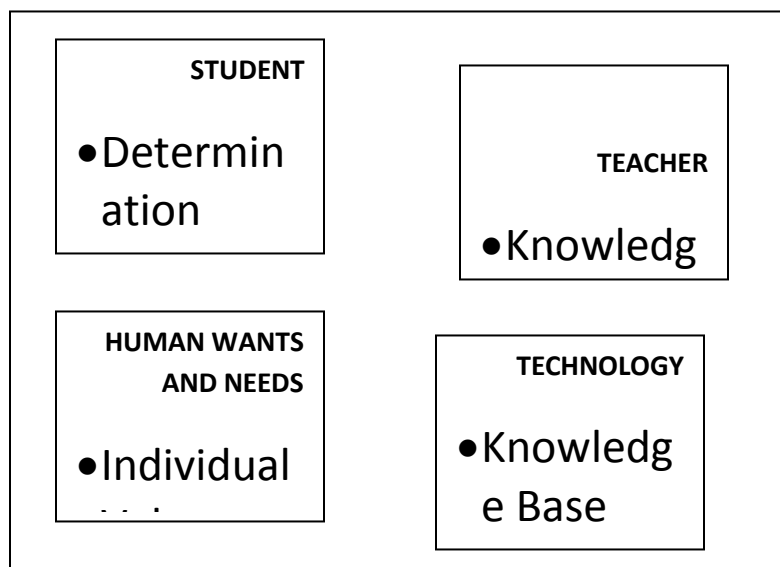 STUDENT
•Determin
ation
TEACHER
•Knowledg
HUMAN WANTS
AND NEEDS
•Individual
TECHNOLOGY
•Knowledg
e Base